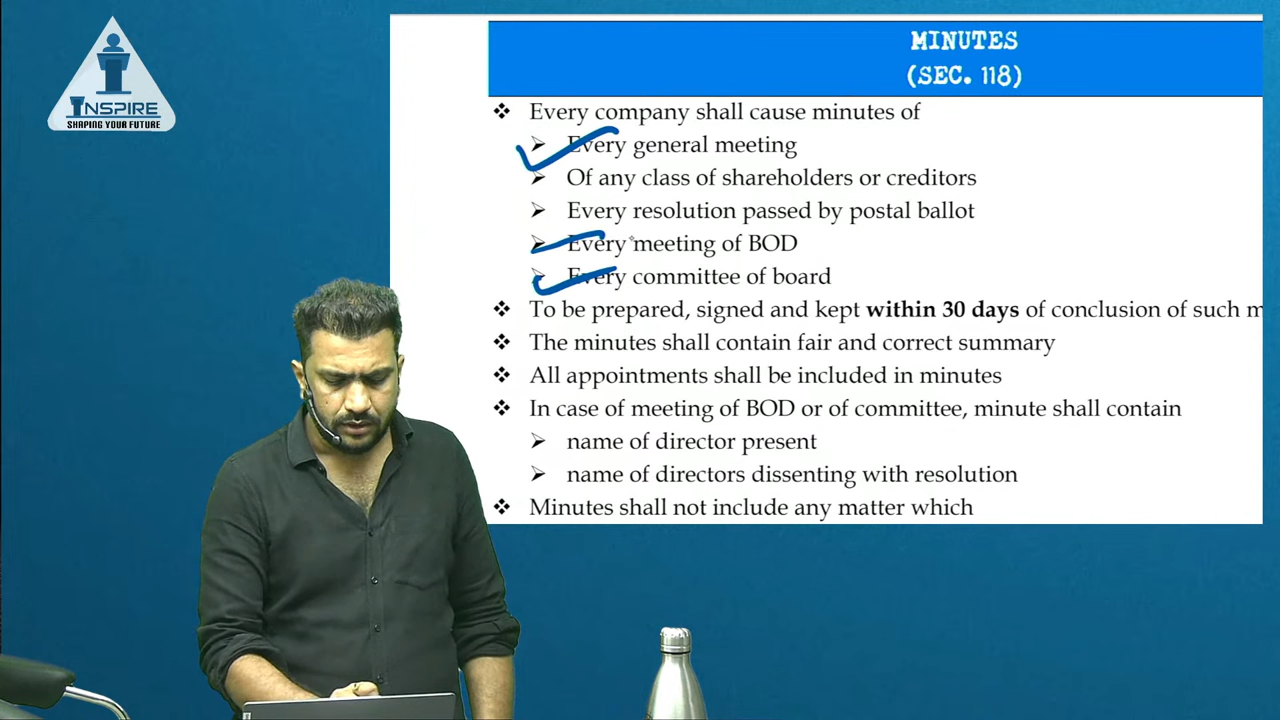 INSPIRE
SHAPING YOUR FUTURE
MINUTES
(SEC. 118)
❖ Every company shall cause minutes of
➢ Every general meeting
➢ Of any class of shareholders or creditors
➢ Every resolution passed by postal ballot
➢ Every meeting of BOD
➢ Every committee of board
❖ To be prepared, signed and kept within 30 days of conclusion of such m
❖ The minutes shall contain fair and correct summary
❖ All appointments shall be included in minutes
❖ In case of meeting of BOD or of committee, minute shall contain
➢ name of director present
➢ name of directors dissenting with resolution
❖ Minutes shall not include any matter which